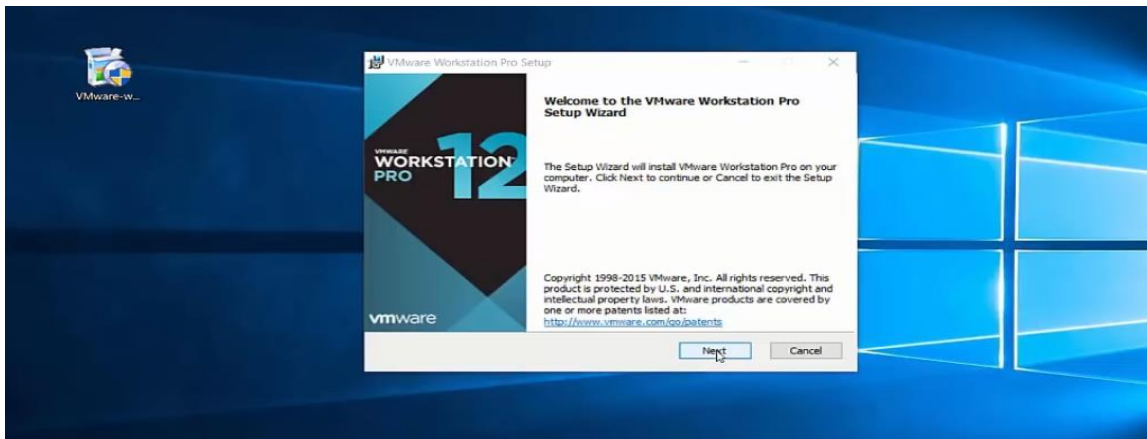 VMware-w...
VMware Workstation Pro Setup
VMWARE
WORKSTATION
PRO
12
vmware
Welcome to the VMware Workstation Pro
Setup Wizard
The Setup Wizard will install VMware Workstation Pro on your
computer. Click Next to continue or Cancel to exit the Setup
Wizard.
Copyright 1998-2015 VMware, Inc. All rights reserved. This
product is protected by U.S. and international copyright and
intellectual property laws. VMware products are covered by
one or more patents listed at:
http://www.vmware.com/go/patents
Next
Cancel